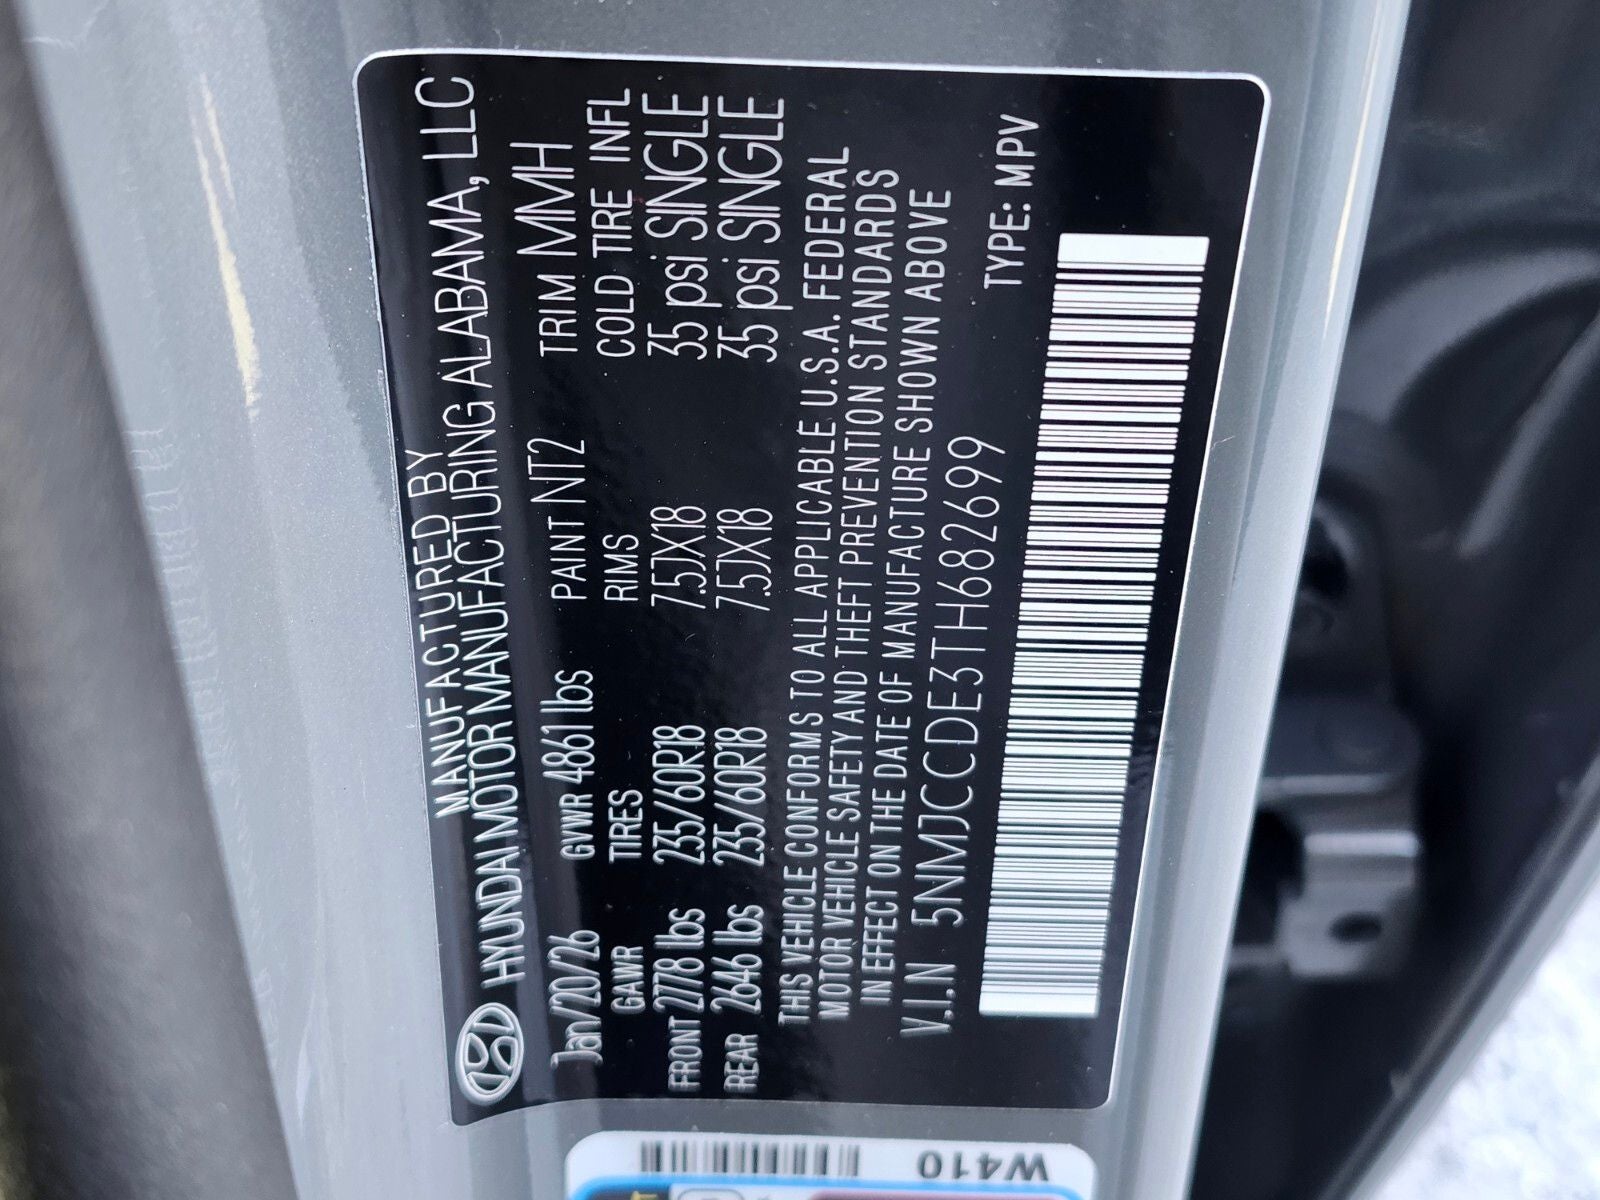 MANUFACTURED BY
HYUNDAI MOTOR MANUFACTURING ALABAMA, LLC
Jan/20/26 GVWR 4861 lbs PAINT NT2 TRIM MMH
GAWR TIRES RIMS COLD TIRE INFL
FRONT 2778 lbs 235/60R18 7.5JX18 35 psi SINGLE
REAR 2646 lbs 235/60R18 7.5JX18 35 psi SINGLE
THIS VEHICLE CONFORMS TO ALL APPLICABLE U.S.A. FEDERAL
MOTOR VEHICLE SAFETY AND THEFT PREVENTION STANDARDS
IN EFFECT ON THE DATE OF MANUFACTURE SHOWN ABOVE
V.I.N 5NMJCCDE3TH682699 TYPE: MPV
W410